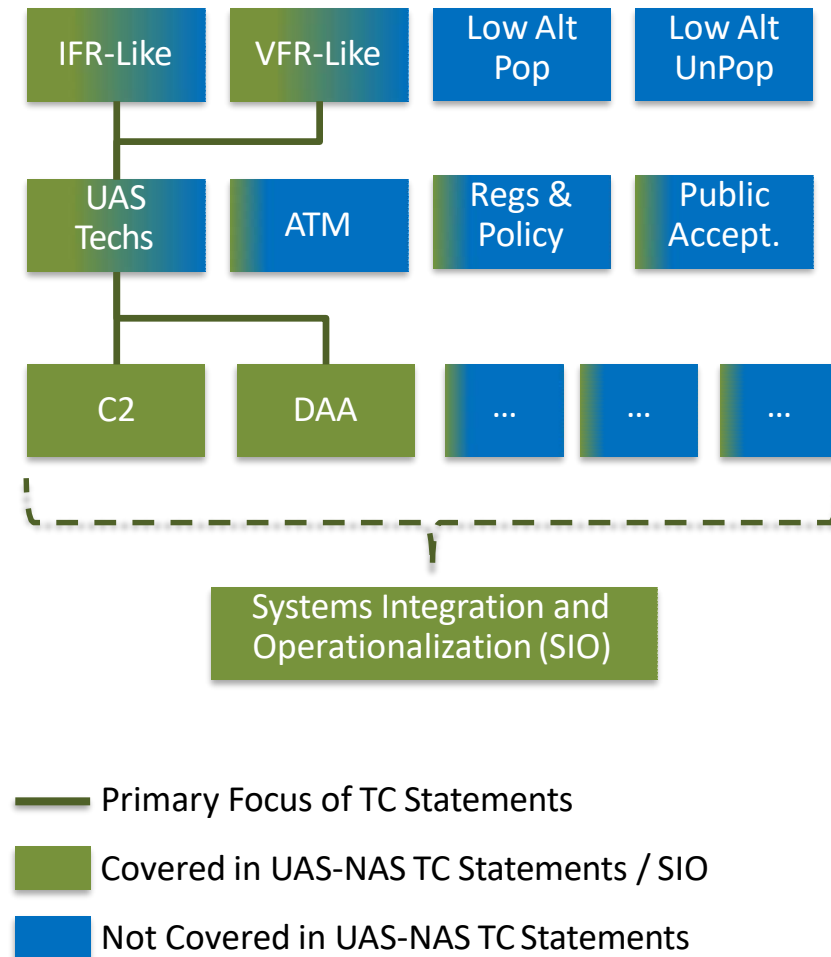 IFR-Like
VFR-Like
Low Alt
Pop
Low Alt
UnPop
UAS
Techs
ATM
Regs &
Policy
Public
Accept.
C2
DAA
...
...
...
Systems Integration and
Operationalization (SIO)
Primary Focus of TC Statements
Covered in UAS-NAS TC Statements / SIO
Not Covered in UAS-NAS TC Statements